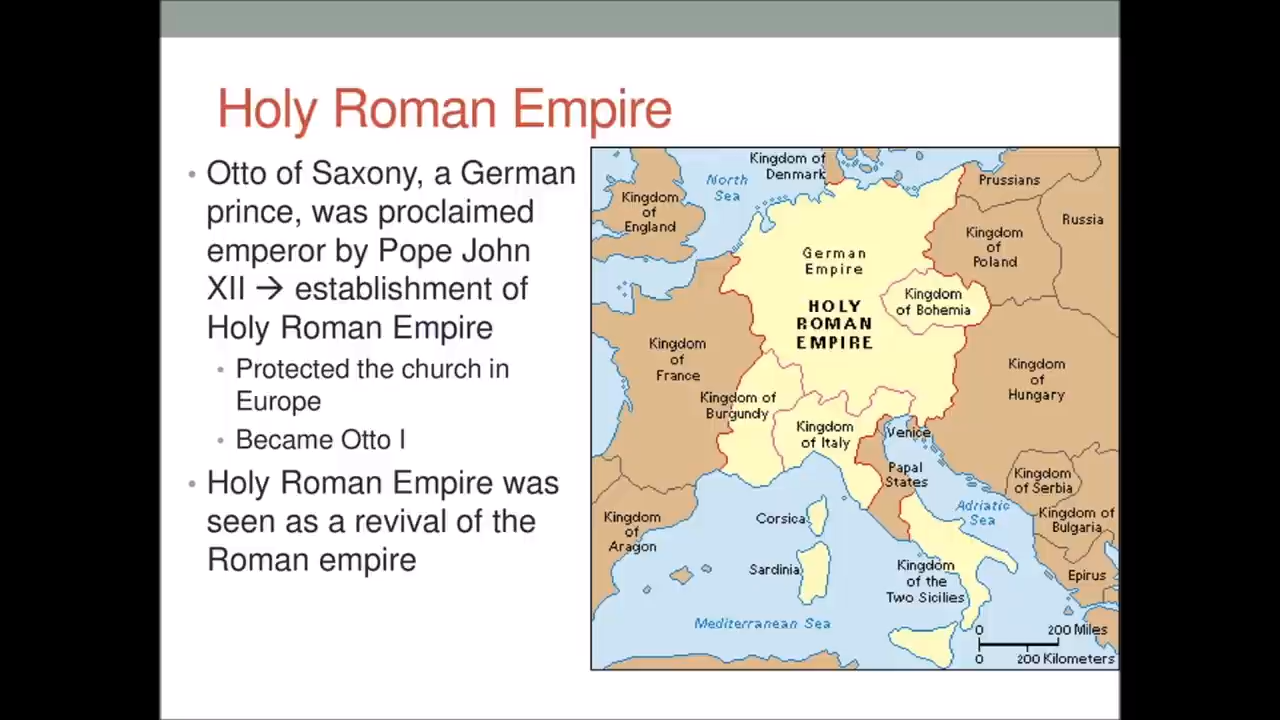 Holy Roman Empire
• Otto of Saxony, a German
prince, was proclaimed
emperor by Pope John
XII → establishment of
Holy Roman Empire
• Protected the church in
Europe
• Became Otto I
• Holy Roman Empire was
seen as a revival of the
Roman empire
Kingdom of
Denmark
North
Sea
Kingdom
of
England
Prussians
Russia
Kingdom
of
Poland
German
Empire
HOLY
ROMAN
EMPIRE
Kingdom
of Bohemia
Kingdom
of
France
Kingdom
of
Hungary
Kingdom of
Burgundy
Kingdom
of Italy
Venice
Papal
States
Kingdom
of Serbia
Adriatic
Sea
Kingdom of
Bulgaria
Kingdom
of
Aragon
Corsica
Sardinia
Kingdom
of the
Two Sicilies
Epirus
Mediterranean Sea
0 200 Miles
0 200 Kilometers